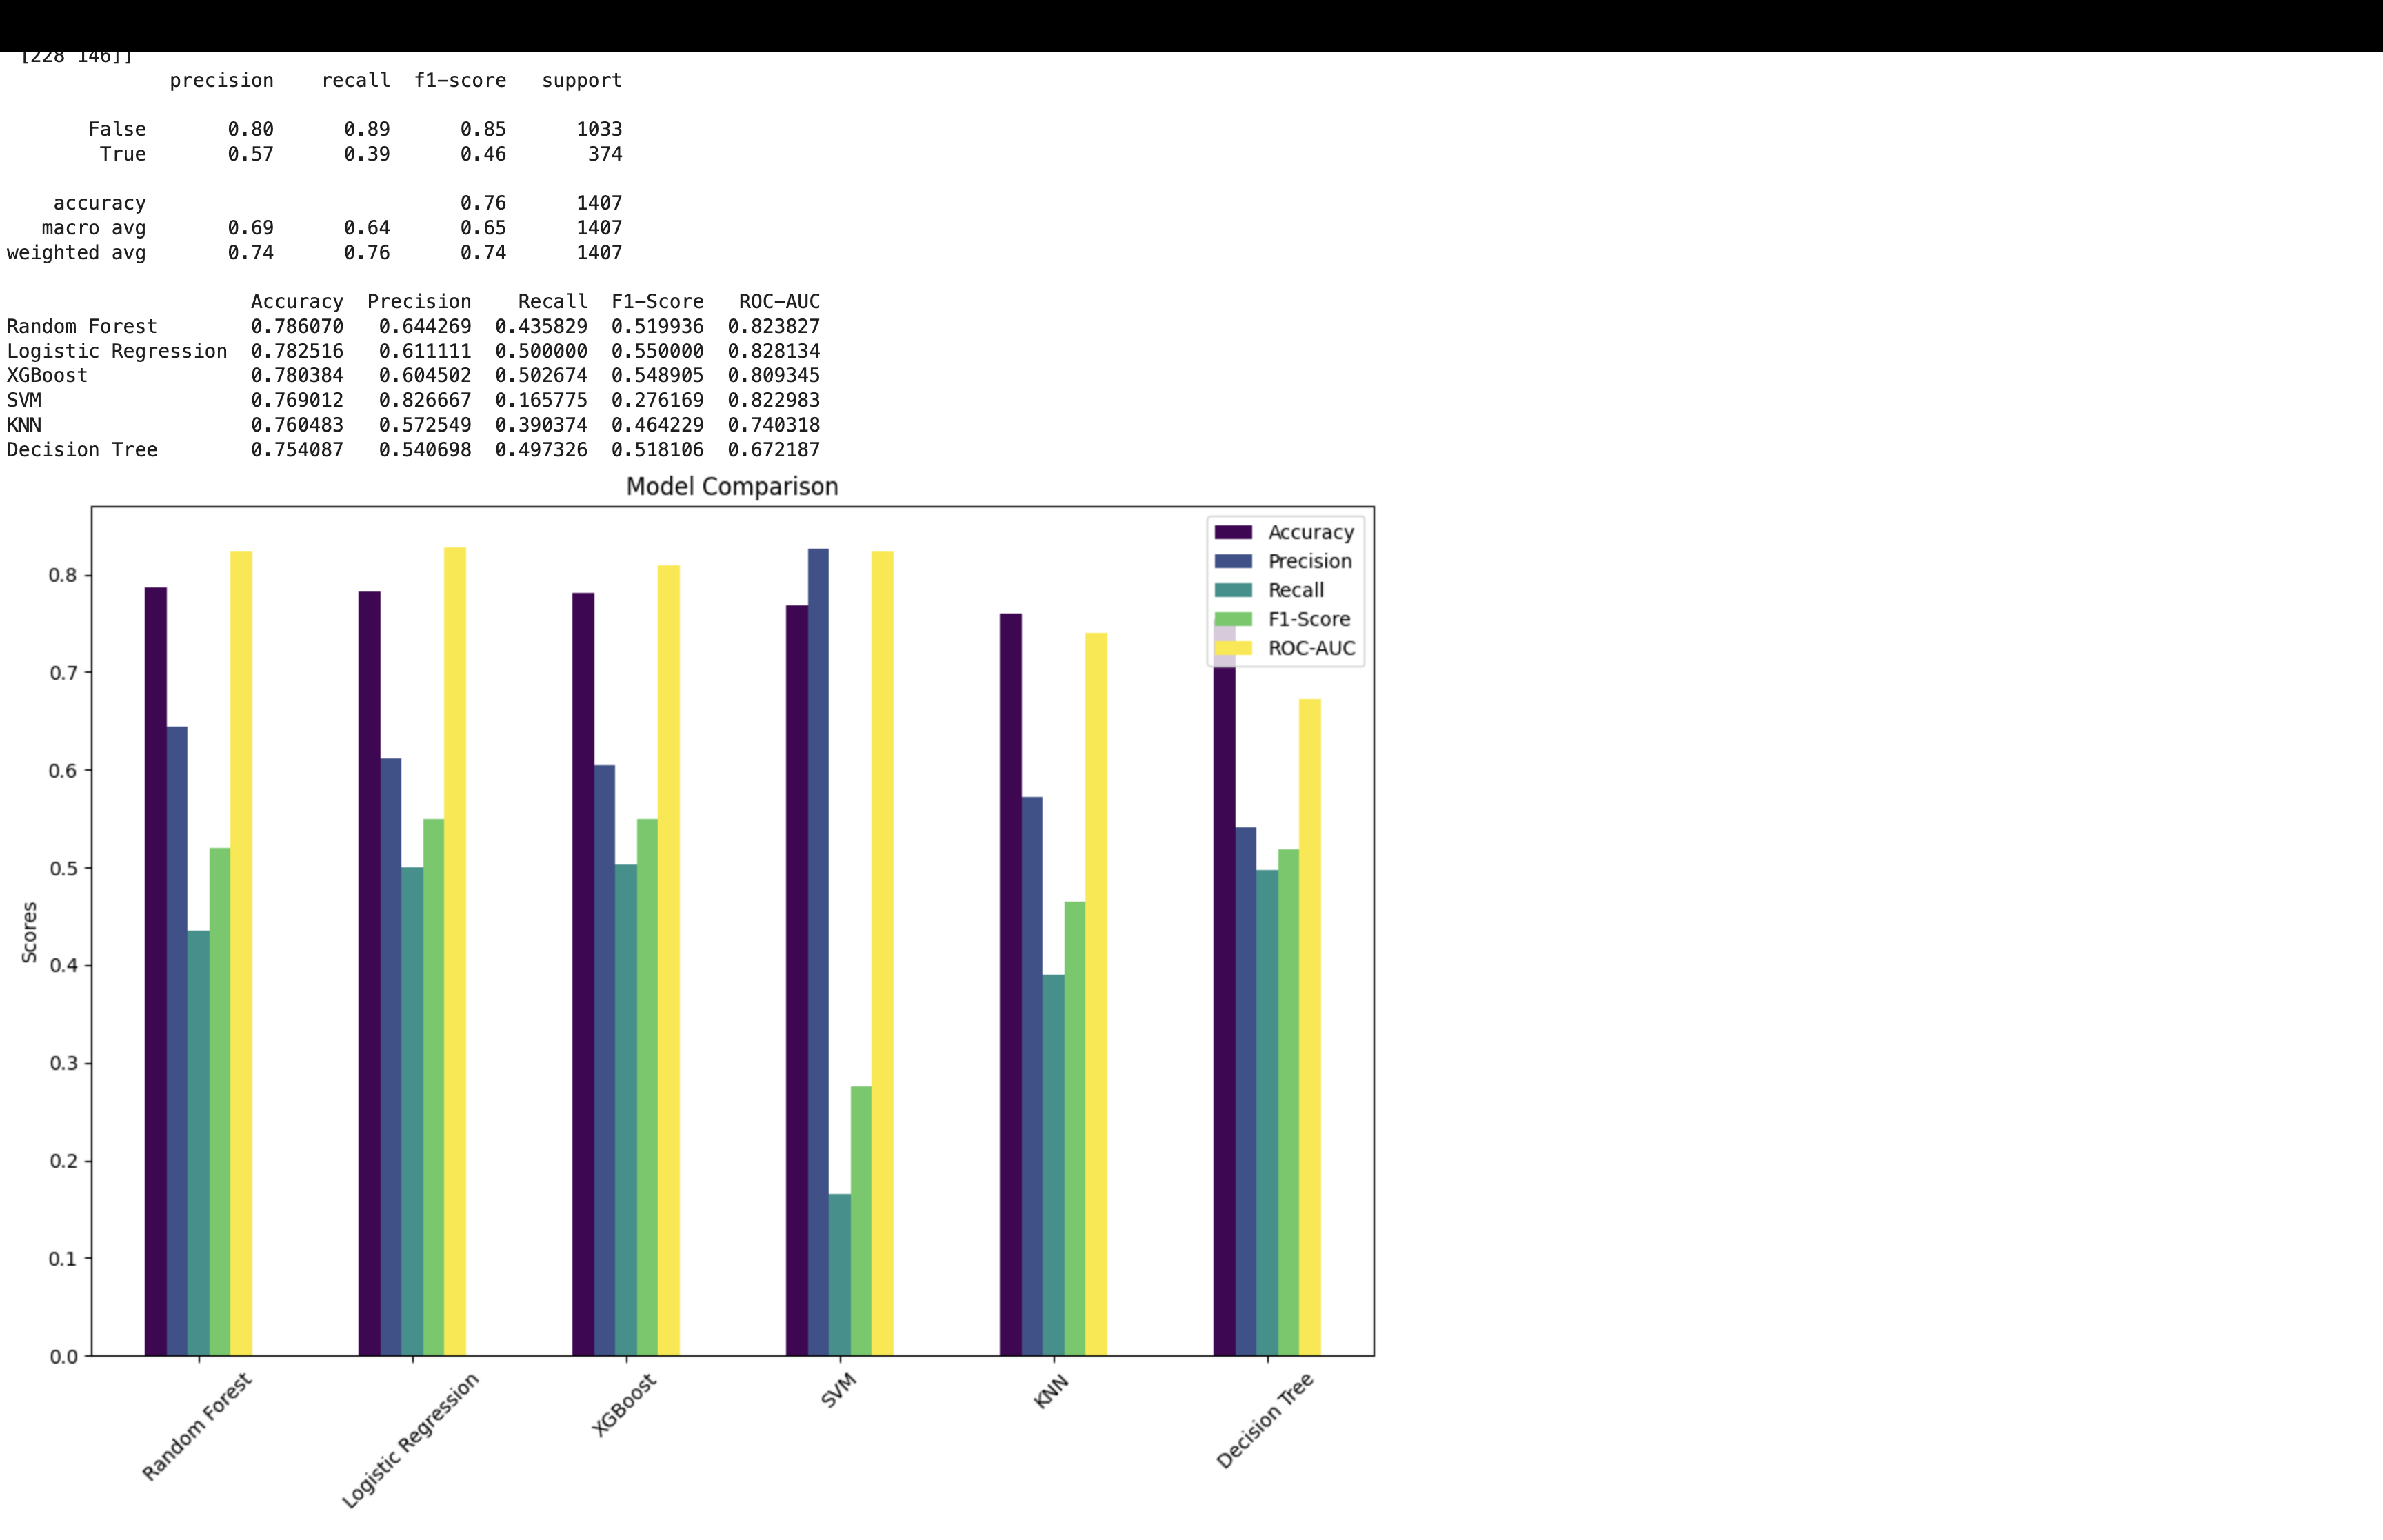 [228 146]]
precision recall f1-score support
False 0.80 0.89 0.85 1033
True 0.57 0.39 0.46 374
accuracy 0.76 1407
macro avg 0.69 0.64 0.65 1407
weighted avg 0.74 0.76 0.74 1407
Accuracy Precision Recall F1-Score ROC-AUC
Random Forest 0.786070 0.644269 0.435829 0.519936 0.823827
Logistic Regression 0.782516 0.611111 0.500000 0.550000 0.828134
XGBoost 0.780384 0.604502 0.502674 0.548905 0.809345
SVM 0.769012 0.826667 0.165775 0.276169 0.822983
KNN 0.760483 0.572549 0.390374 0.464229 0.740318
Decision Tree 0.754087 0.540698 0.497326 0.518106 0.672187
Model Comparison
Accuracy
Precision
Recall
F1-Score
ROC-AUC
Scores
0.8
0.7
0.6
0.5
0.4
0.3
0.2
0.1
0.0
Random Forest
Logistic Regression
XGBoost
SVM
KNN
Decision Tree